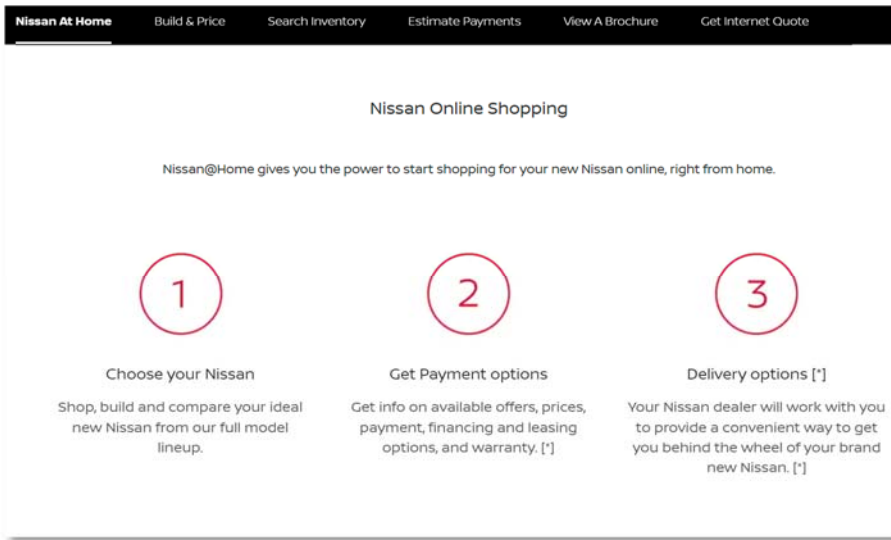 Nissan At Home Build & Price Search Inventory Estimate Payments View A Brochure Get Internet Quote
Nissan Online Shopping
Nissan@Home gives you the power to start shopping for your new Nissan online, right from home.
1
Choose your Nissan
Shop, build and compare your ideal
new Nissan from our full model
lineup.
2
Get Payment options
Get info on available offers, prices,
payment, financing and leasing
options, and warranty. [*]
3
Delivery options [*]
Your Nissan dealer will work with you
to provide a convenient way to get
you behind the wheel of your brand
new Nissan. [*]